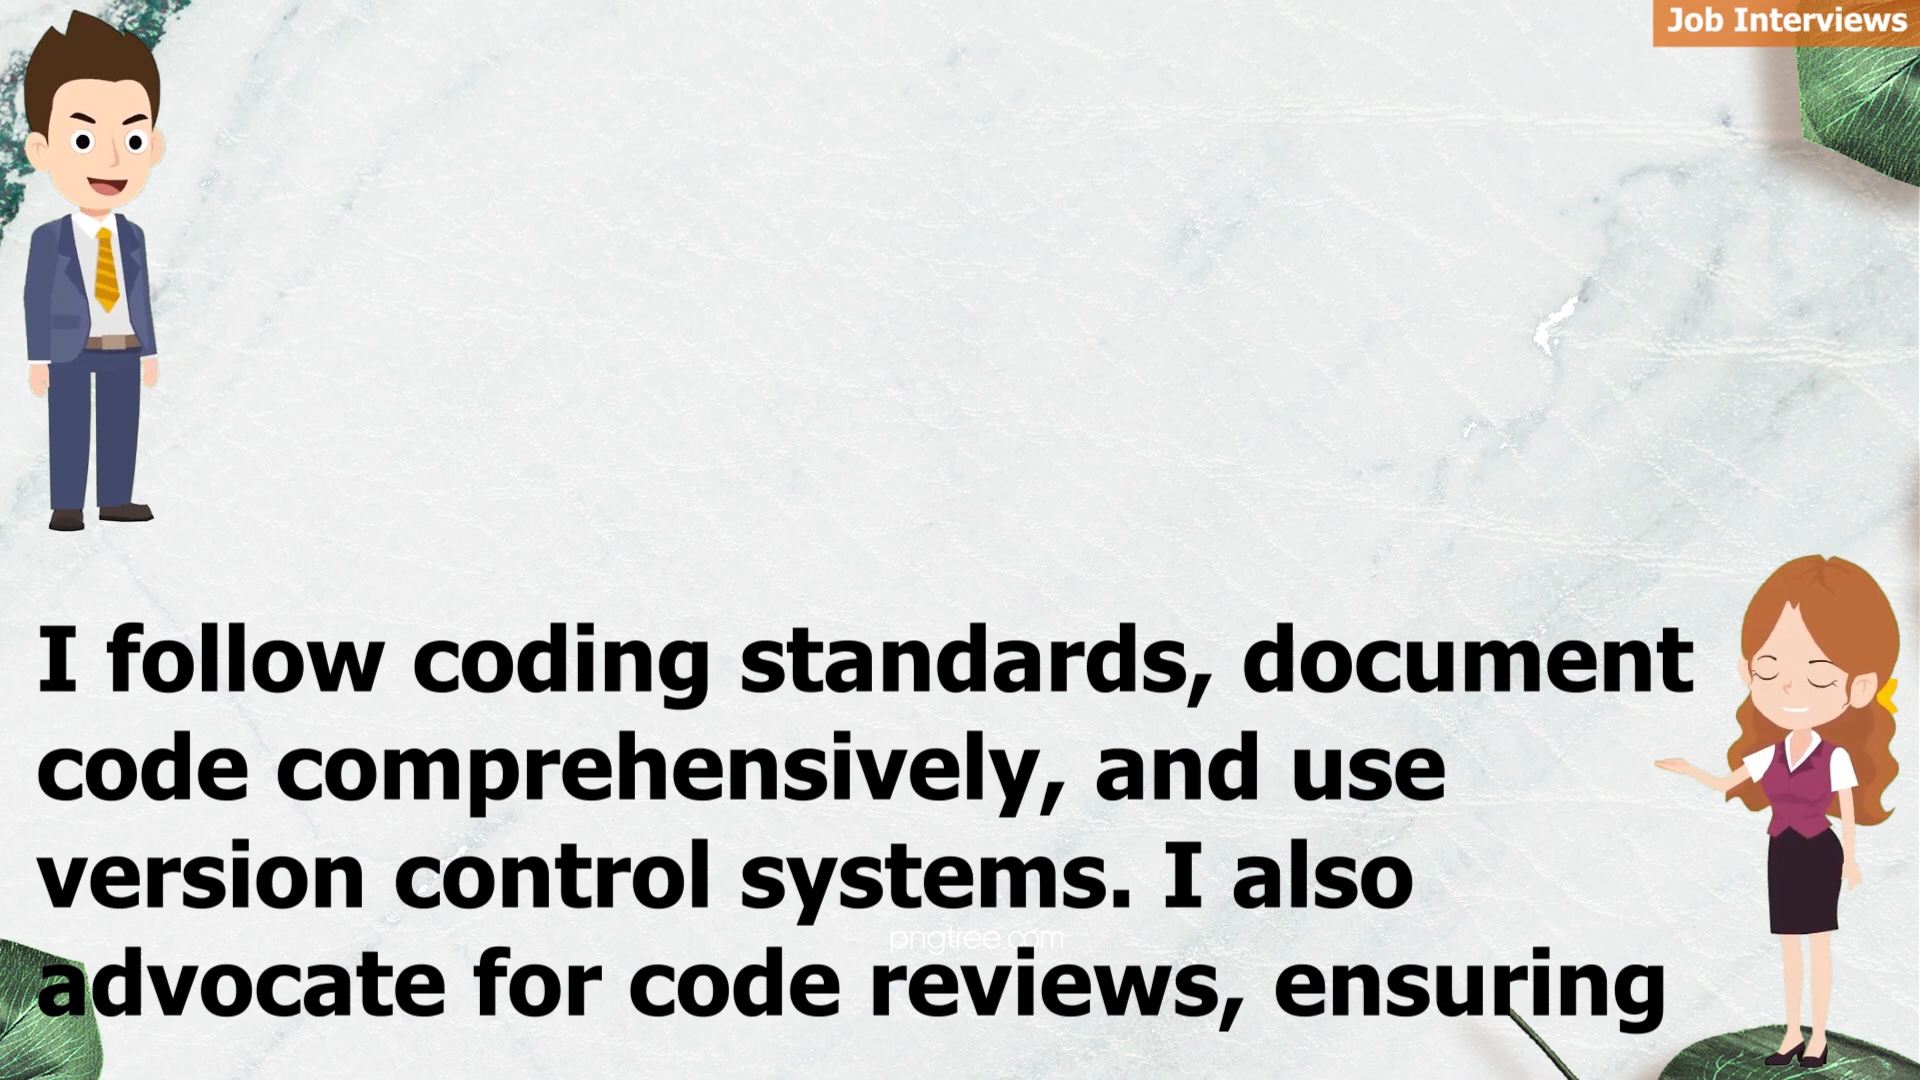 Job Interviews
I follow coding standards, document
code comprehensively, and use
version control systems. I also
pngtree.com
advocate for code reviews, ensuring